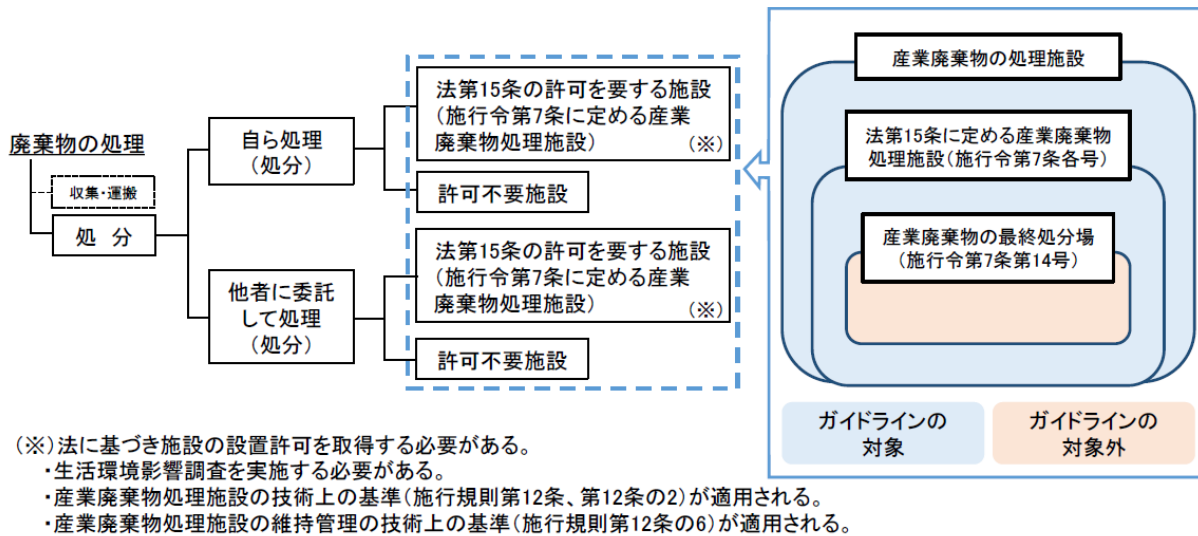 廃棄物の処理
収集・運搬
処 分
自ら処理
(処分)
他者に委託
して処理
(処分)
法第15条の許可を要する施設
(施行令第7条に定める産業
廃棄物処理施設)
(※)
許可不要施設
法第15条の許可を要する施設
(施行令第7条に定める産業
廃棄物処理施設)
(※)
許可不要施設
産業廃棄物の処理施設
法第15条に定める産業廃棄物
処理施設(施行令第7条各号)
産業廃棄物の最終処分場
(施行令第7条第14号)
ガイドラインの
対象
ガイドラインの
対象外
(※)法に基づき施設の設置許可を取得する必要がある。
・生活環境影響調査を実施する必要がある。
・産業廃棄物処理施設の技術上の基準(施行規則第12条、第12条の2)が適用される。
・産業廃棄物処理施設の維持管理の技術上の基準(施行規則第12条の6)が適用される。